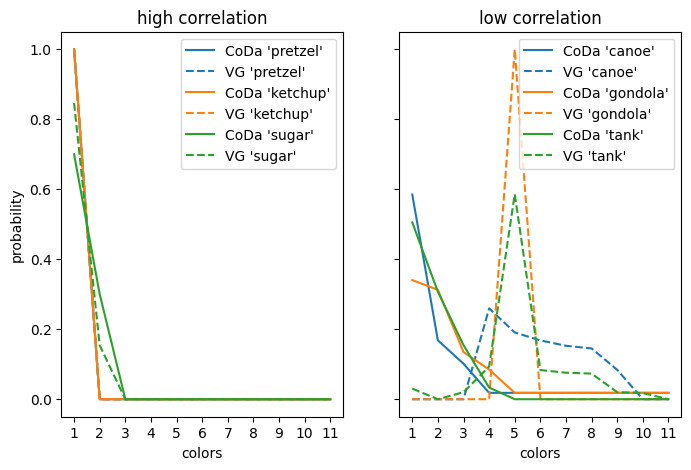 high correlation
CoDa 'pretzel'
VG 'pretzel'
CoDa 'ketchup'
VG 'ketchup'
CoDa 'sugar'
VG 'sugar'
probability
1.0
0.8
0.6
0.4
0.2
0.0
1 2 3 4 5 6 7 8 9 10 11
colors
low correlation
CoDa 'canoe'
VG 'canoe'
CoDa 'gondola'
VG 'gondola'
CoDa 'tank'
VG 'tank'
1 2 3 4 5 6 7 8 9 10 11
colors